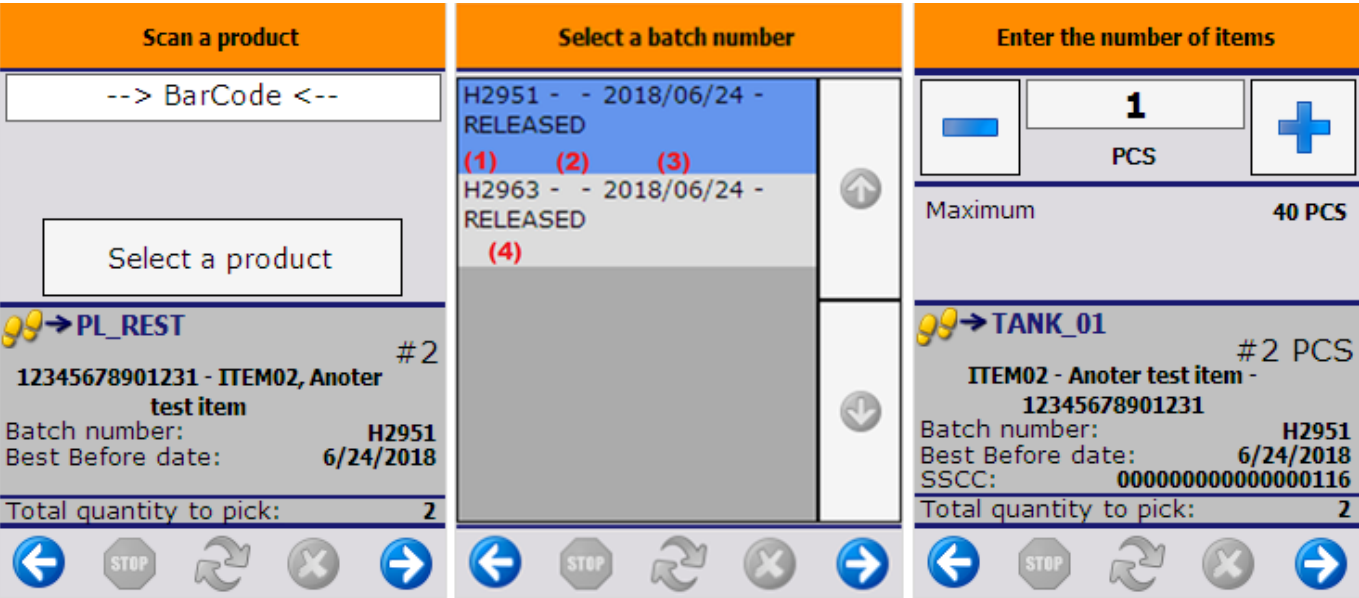 Scan a product
--> BarCode <--
Select a product
PL_REST
#2
12345678901231 - ITEM02, Anoter
test item
Batch number: H2951
Best Before date: 6/24/2018
Total quantity to pick: 2
STOP
Select a batch number
H2951 - - 2018/06/24 -
RELEASED
(1) (2) (3)
H2963 - - 2018/06/24 -
RELEASED
(4)
STOP
Enter the number of items
1
PCS
Maximum 40 PCS
TANK_01
#2 PCS
ITEM02 - Anoter test item -
12345678901231
Batch number: H2951
Best Before date: 6/24/2018
SSCC: 000000000000000116
Total quantity to pick: 2
STOP